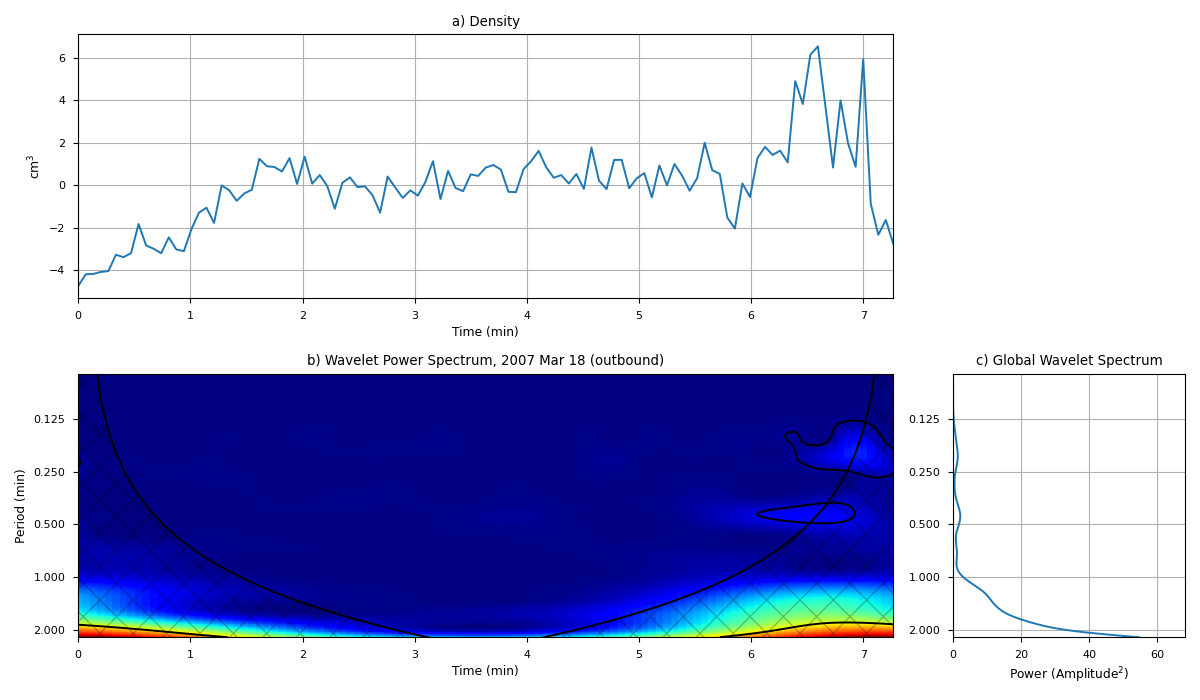 a) Density
6
4
2
0
−2
−4
cm³
0 1 2 3 4 5 6 7
Time (min)
b) Wavelet Power Spectrum, 2007 Mar 18 (outbound)
0.125
0.250
0.500
1.000
2.000
Period (min)
0 1 2 3 4 5 6 7
Time (min)
c) Global Wavelet Spectrum
0.125
0.250
0.500
1.000
2.000
0 20 40 60
Power (Amplitude²)